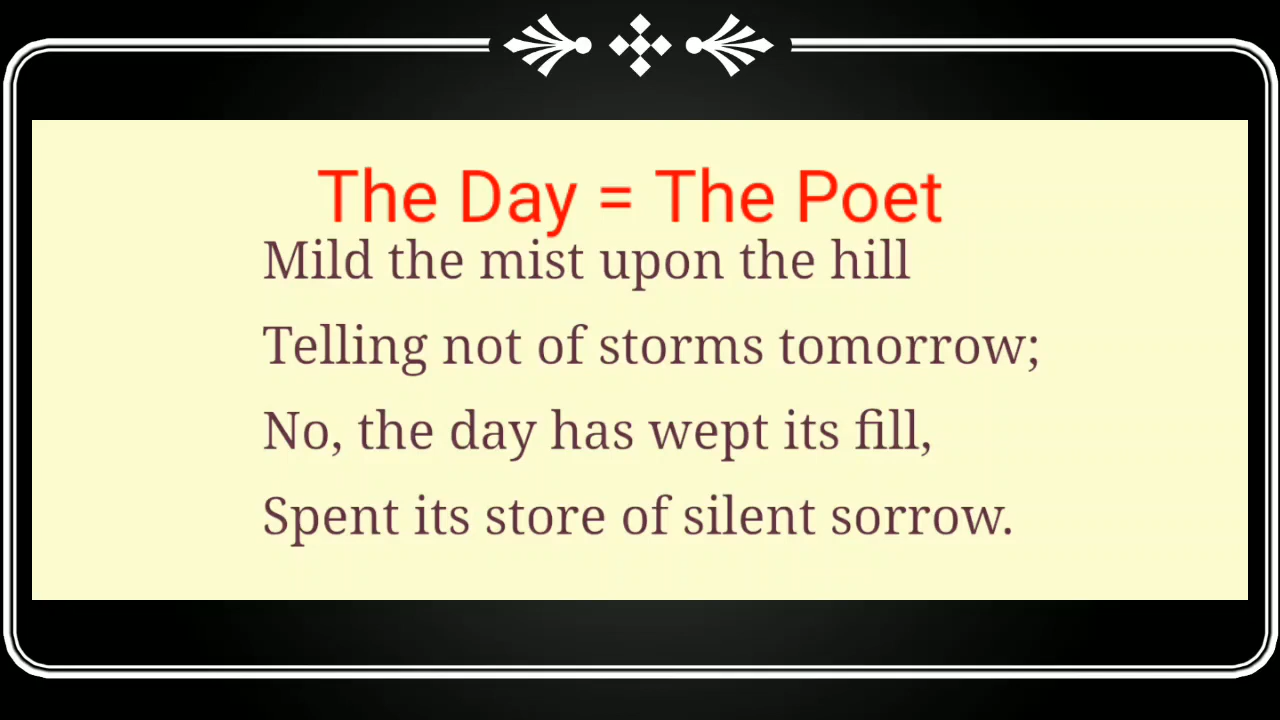 The Day = The Poet
Mild the mist upon the hill
Telling not of storms tomorrow;
No, the day has wept its fill,
Spent its store of silent sorrow.